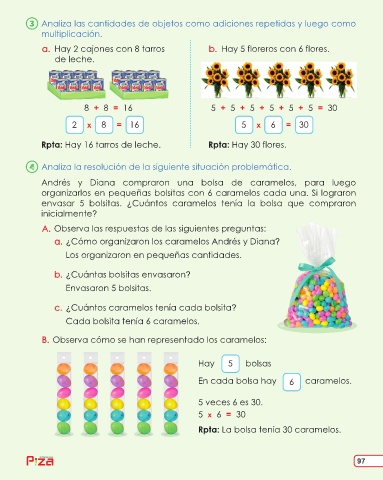 3 Analiza las cantidades de objetos como adiciones repetidas y luego como
multiplicación.
a. Hay 2 cajones con 8 tarros
de leche.
8 + 8 = 16
2 x 8 = 16
Rpta: Hay 16 tarros de leche.
b. Hay 5 floreros con 6 flores.
5 + 5 + 5 + 5 + 5 + 5 = 30
5 x 6 = 30
Rpta: Hay 30 flores.
4 Analiza la resolución de la siguiente situación problemática.
Andrés y Diana compraron una bolsa de caramelos, para luego
organizarlos en pequeñas bolsitas con 6 caramelos cada una. Si lograron
envasar 5 bolsitas. ¿Cuántos caramelos tenía la bolsa que compraron
inicialmente?
A. Observa las respuestas de las siguientes preguntas:
a. ¿Cómo organizaron los caramelos Andrés y Diana?
Los organizaron en pequeñas cantidades.
b. ¿Cuántas bolsitas envasaron?
Envasaron 5 bolsitas.
c. ¿Cuántos caramelos tenía cada bolsita?
Cada bolsita tenía 6 caramelos.
B. Observa cómo se han representado los caramelos:
Hay 5 bolsas
En cada bolsa hay 6 caramelos.
5 veces 6 es 30.
5 x 6 = 30
Rpta: La bolsa tenía 30 caramelos.
97